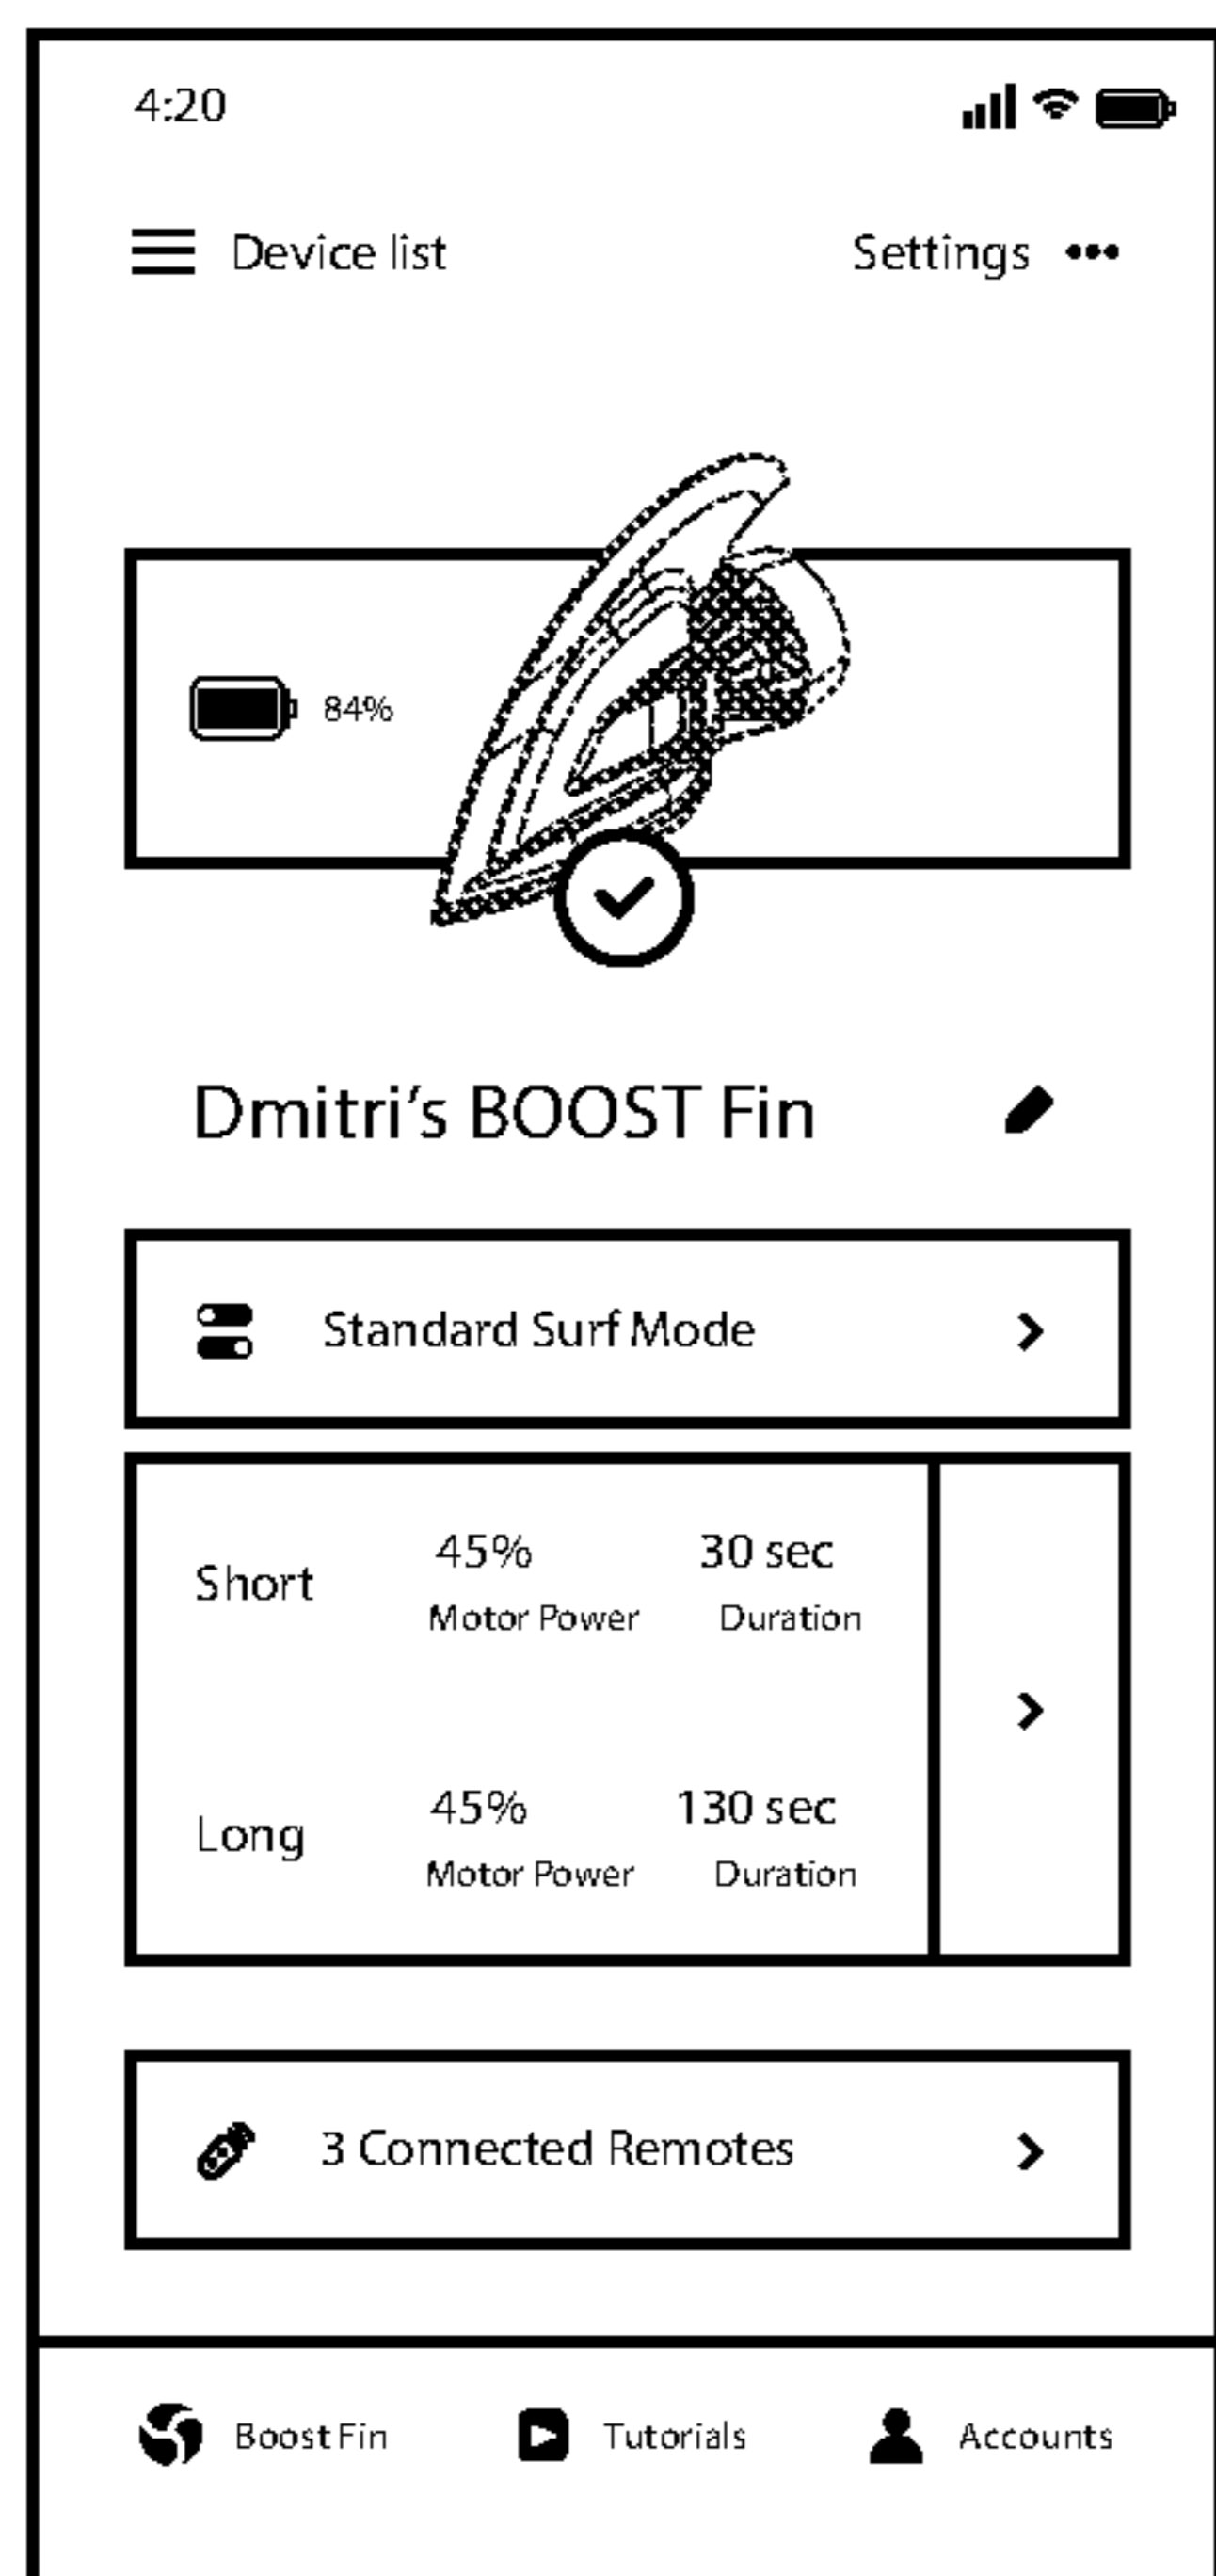 4:20
Device list Settings
84%
Dmitri's BOOST Fin
Standard Surf Mode
45% 30 sec
Short
Motor Power Duration
45% 130 sec
Long
Motor Power Duration
3 Connected Remotes
Boost Fin Tutorials Accounts